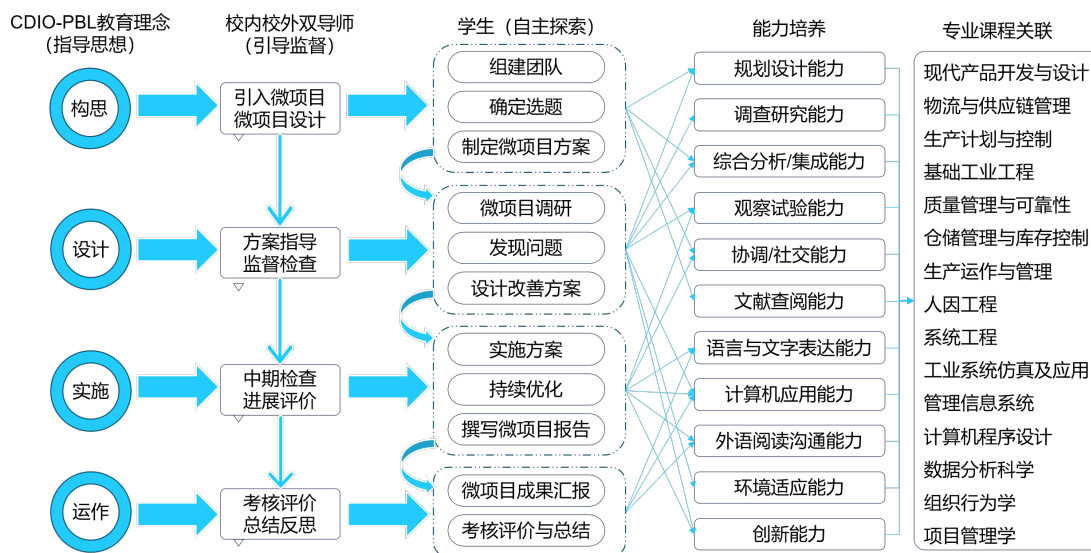 CDIO-PBL教育理念
（指导思想）
构思
设计
实施
运作
校内校外双导师
（引导监督）
引入微项目
微项目设计
方案指导
监督检查
中期检查
进展评价
考核评价
总结反思
学生（自主探索）
组建团队
确定选题
制定微项目方案
微项目调研
发现问题
设计改善方案
实施方案
持续优化
撰写微项目报告
微项目成果汇报
考核评价与总结
能力培养
规划设计能力
调查研究能力
综合分析/集成能力
观察试验能力
协调/社交能力
文献查阅能力
语言与文字表达能力
计算机应用能力
外语阅读沟通能力
环境适应能力
创新能力
专业课程关联
现代产品开发与设计
物流与供应链管理
生产计划与控制
基础工业工程
质量管理与可靠性
仓储管理与库存控制
生产运作与管理
人因工程
系统工程
工业系统仿真及应用
管理信息系统
计算机程序设计
数据分析科学
组织行为学
项目管理学